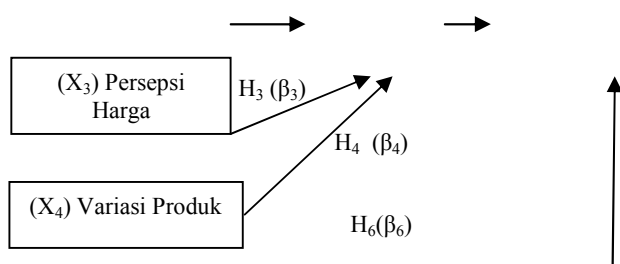 (X₃) Persepsi
Harga
H₃ (β₃)
H₄ (β₄)
(X₄) Variasi Produk
H₆(β₆)